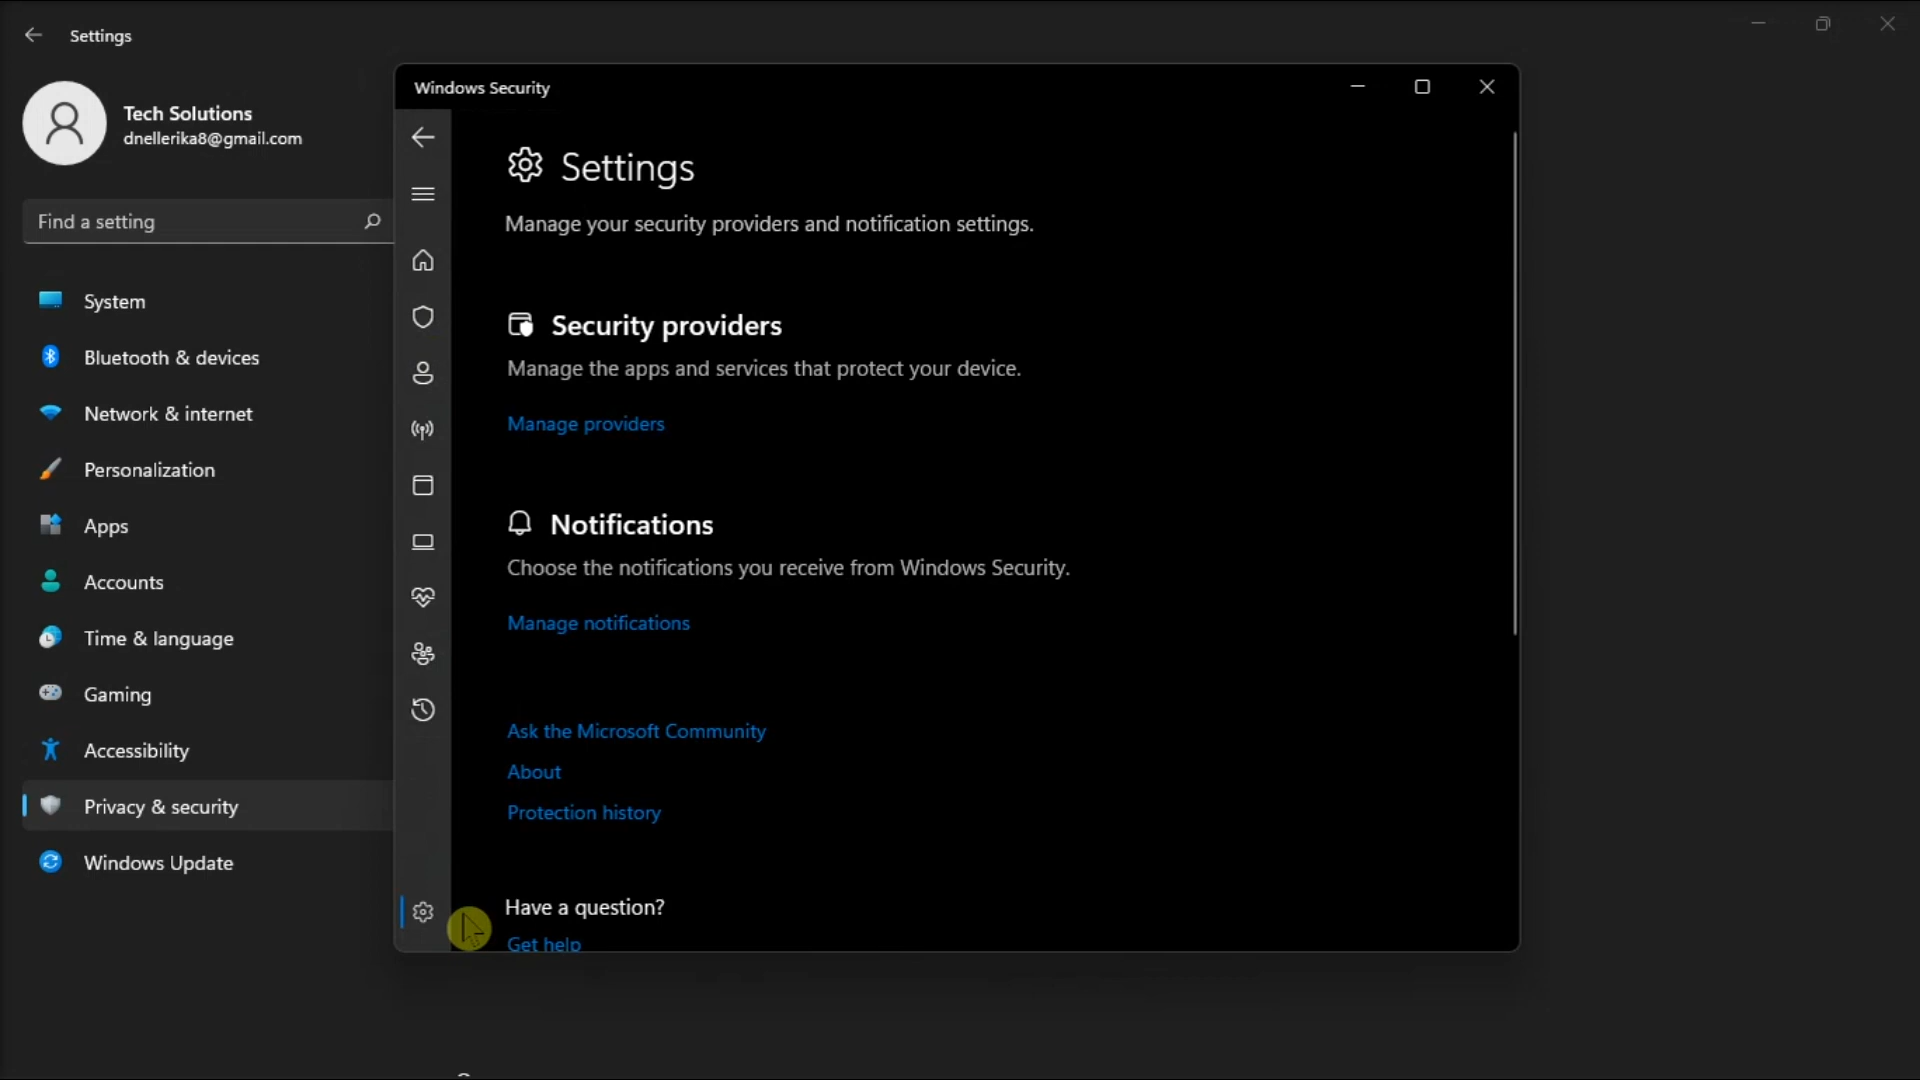 Settings
Tech Solutions
dnellerika8@gmail.com
Find a setting
System
Bluetooth & devices
Network & internet
Personalization
Apps
Accounts
Time & language
Gaming
Accessibility
Privacy & security
Windows Update
Windows Security
Settings
Manage your security providers and notification settings.
Security providers
Manage the apps and services that protect your device.
Manage providers
Notifications
Choose the notifications you receive from Windows Security.
Manage notifications
Ask the Microsoft Community
About
Protection history
Have a question?
Get help